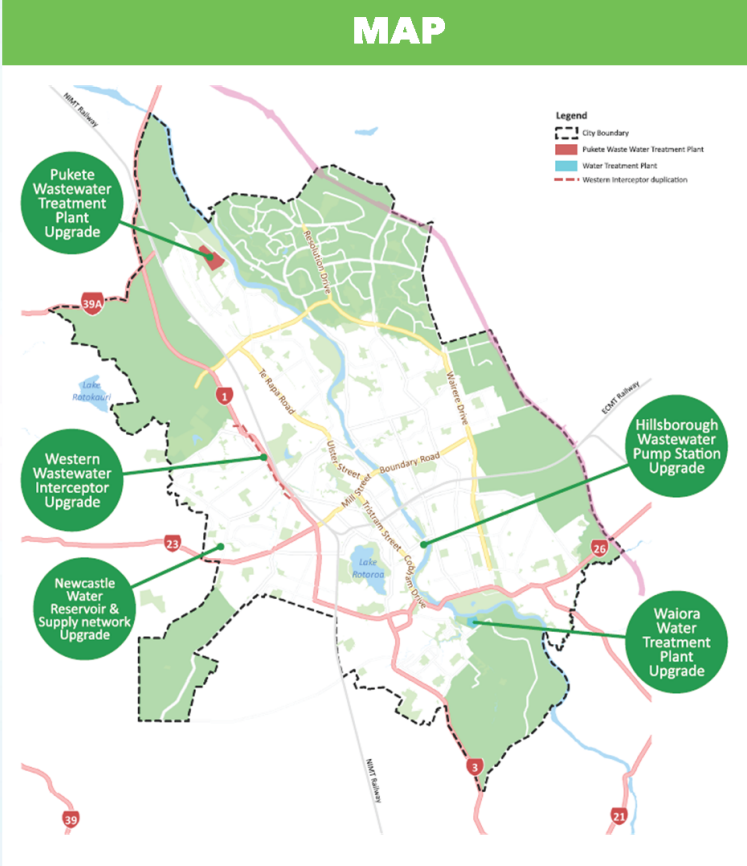 MAP
NIMT Railway
Legend
City Boundary
Pukete Waste Water Treatment Plant
Water Treatment Plant
Western Interceptor duplication
Pukete
Wastewater
Treatment
Plant
Upgrade
Resolution Drive
39A
Lake
Rotokauri
1
Te Rapa Road
Wairere Drive
ECMT Railway
Hillsborough
Wastewater
Pump Station
Upgrade
Western
Wastewater
Interceptor
Upgrade
Ulster Street
Boundary Road
Mill Street
Tristram Street
23
26
Lake
Rotoroa
Cobham Drive
Newcastle
Water
Reservoir &
Supply network
Upgrade
Waiora
Water
Treatment
Plant
Upgrade
NIMT Railway
3
39
21